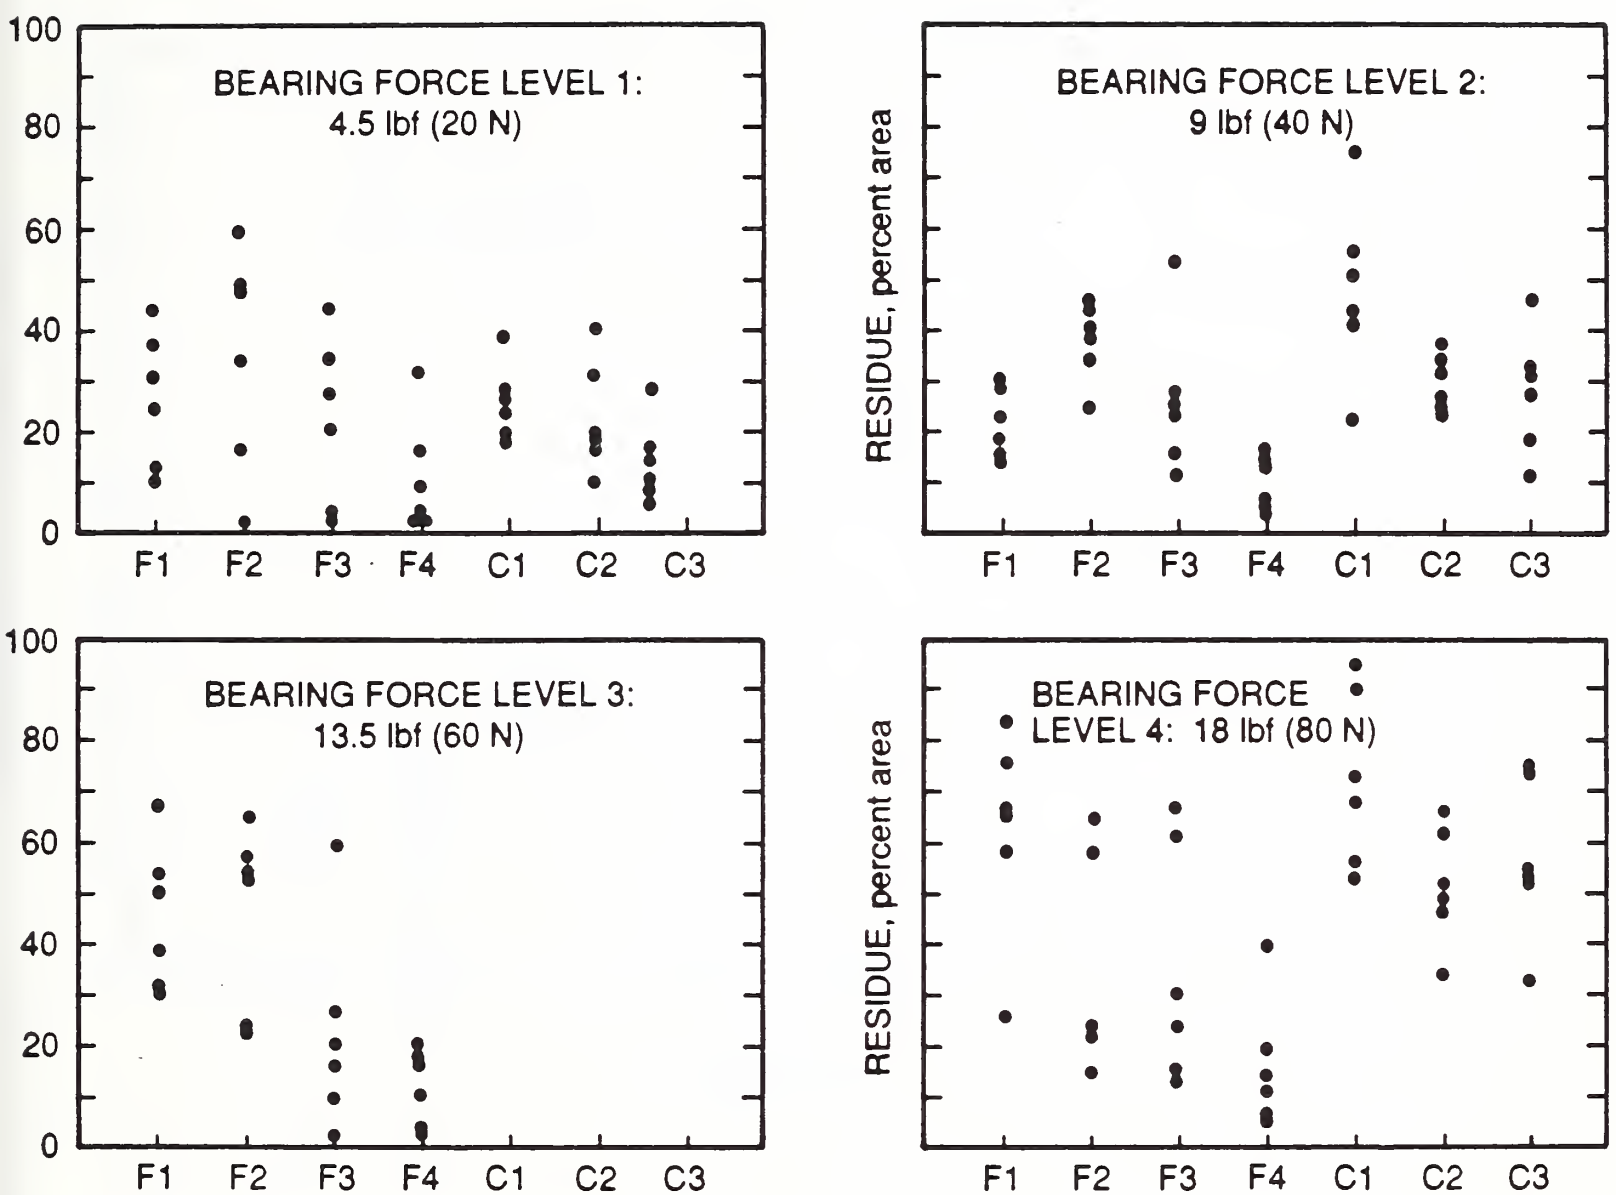 100
80
60
40
20
0
BEARING FORCE LEVEL 1:
4.5 lbf (20 N)
F1 F2 F3 F4 C1 C2 C3
RESIDUE, percent area
BEARING FORCE LEVEL 2:
9 lbf (40 N)
F1 F2 F3 F4 C1 C2 C3
100
80
60
40
20
0
BEARING FORCE LEVEL 3:
13.5 lbf (60 N)
F1 F2 F3 F4 C1 C2 C3
RESIDUE, percent area
BEARING FORCE
LEVEL 4: 18 lbf (80 N)
F1 F2 F3 F4 C1 C2 C3